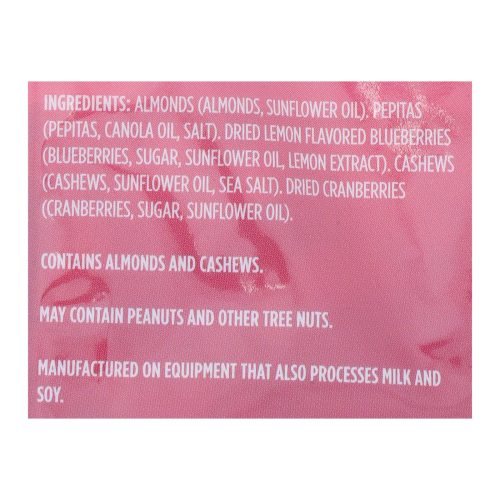 INGREDIENTS: ALMONDS (ALMONDS, SUNFLOWER OIL). PEPITAS
(PEPITAS, CANOLA OIL, SALT). DRIED LEMON FLAVORED BLUEBERRIES
(BLUEBERRIES, SUGAR, SUNFLOWER OIL, LEMON EXTRACT). CASHEWS
(CASHEWS, SUNFLOWER OIL, SEA SALT). DRIED CRANBERRIES
(CRANBERRIES, SUGAR, SUNFLOWER OIL).
CONTAINS ALMONDS AND CASHEWS.
MAY CONTAIN PEANUTS AND OTHER TREE NUTS.
MANUFACTURED ON EQUIPMENT THAT ALSO PROCESSES MILK AND
SOY.